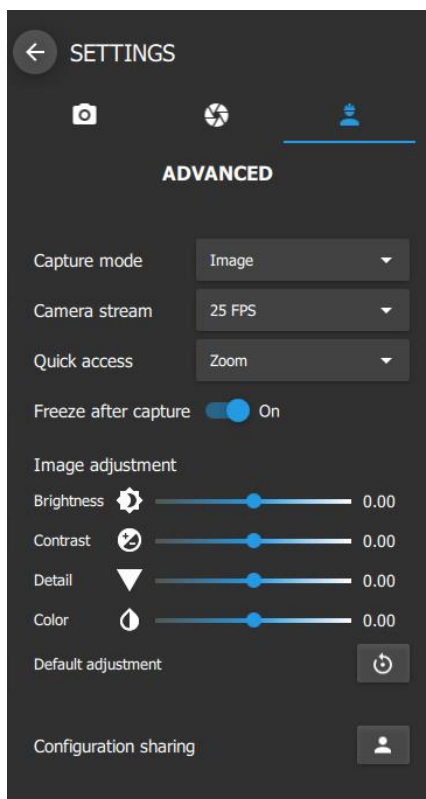 SETTINGS
ADVANCED
Capture mode Image
Camera stream 25 FPS
Quick access Zoom
Freeze after capture On
Image adjustment
Brightness 0.00
Contrast 0.00
Detail 0.00
Color 0.00
Default adjustment
Configuration sharing